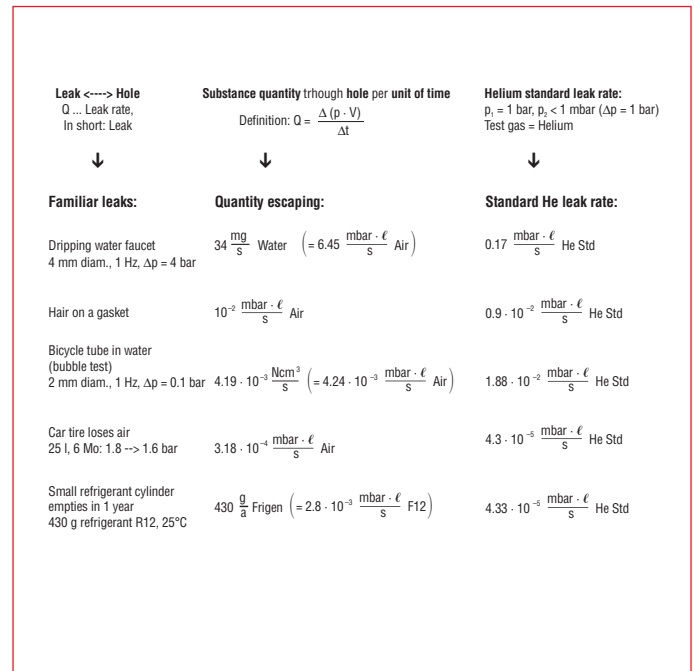 Leak <----> Hole
Q ... Leak rate,
In short: Leak
Substance quantity trhough hole per unit of time
Definition: Q = Δ (p · V) / Δt
Helium standard leak rate:
p₁ = 1 bar, p₂ < 1 mbar (Δp = 1 bar)
Test gas = Helium
↓ ↓ ↓
Familiar leaks: Quantity escaping: Standard He leak rate:
Dripping water faucet
4 mm diam., 1 Hz, Δp = 4 bar
34 mg/s Water (= 6.45 mbar · ℓ/s Air)
0.17 mbar · ℓ/s He Std
Hair on a gasket
10⁻² mbar · ℓ/s Air
0.9 · 10⁻² mbar · ℓ/s He Std
Bicycle tube in water
(bubble test)
2 mm diam., 1 Hz, Δp = 0.1 bar
4.19 · 10⁻³ Ncm³/s (= 4.24 · 10⁻³ mbar · ℓ/s Air)
1.88 · 10⁻² mbar · ℓ/s He Std
Car tire loses air
25 l, 6 Mo: 1.8 --> 1.6 bar
3.18 · 10⁻⁴ mbar · ℓ/s Air
4.3 · 10⁻⁵ mbar · ℓ/s He Std
Small refrigerant cylinder
empties in 1 year
430 g refrigerant R12, 25°C
430 g/a Frigen (= 2.8 · 10⁻³ mbar · ℓ/s F12)
4.33 · 10⁻⁵ mbar · ℓ/s He Std